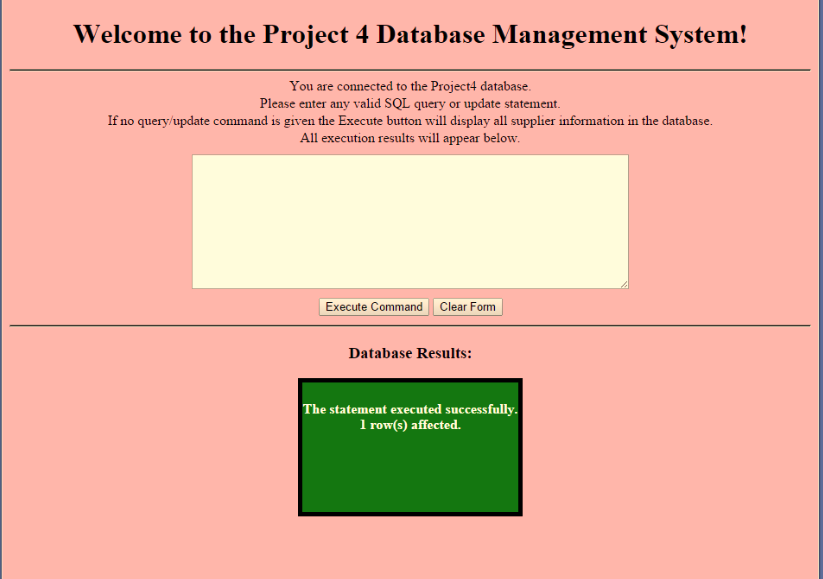 Welcome to the Project 4 Database Management System!
You are connected to the Project4 database.
Please enter any valid SQL query or update statement.
If no query/update command is given the Execute button will display all supplier information in the database.
All execution results will appear below.
Execute Command Clear Form
Database Results:
The statement executed successfully.
1 row(s) affected.